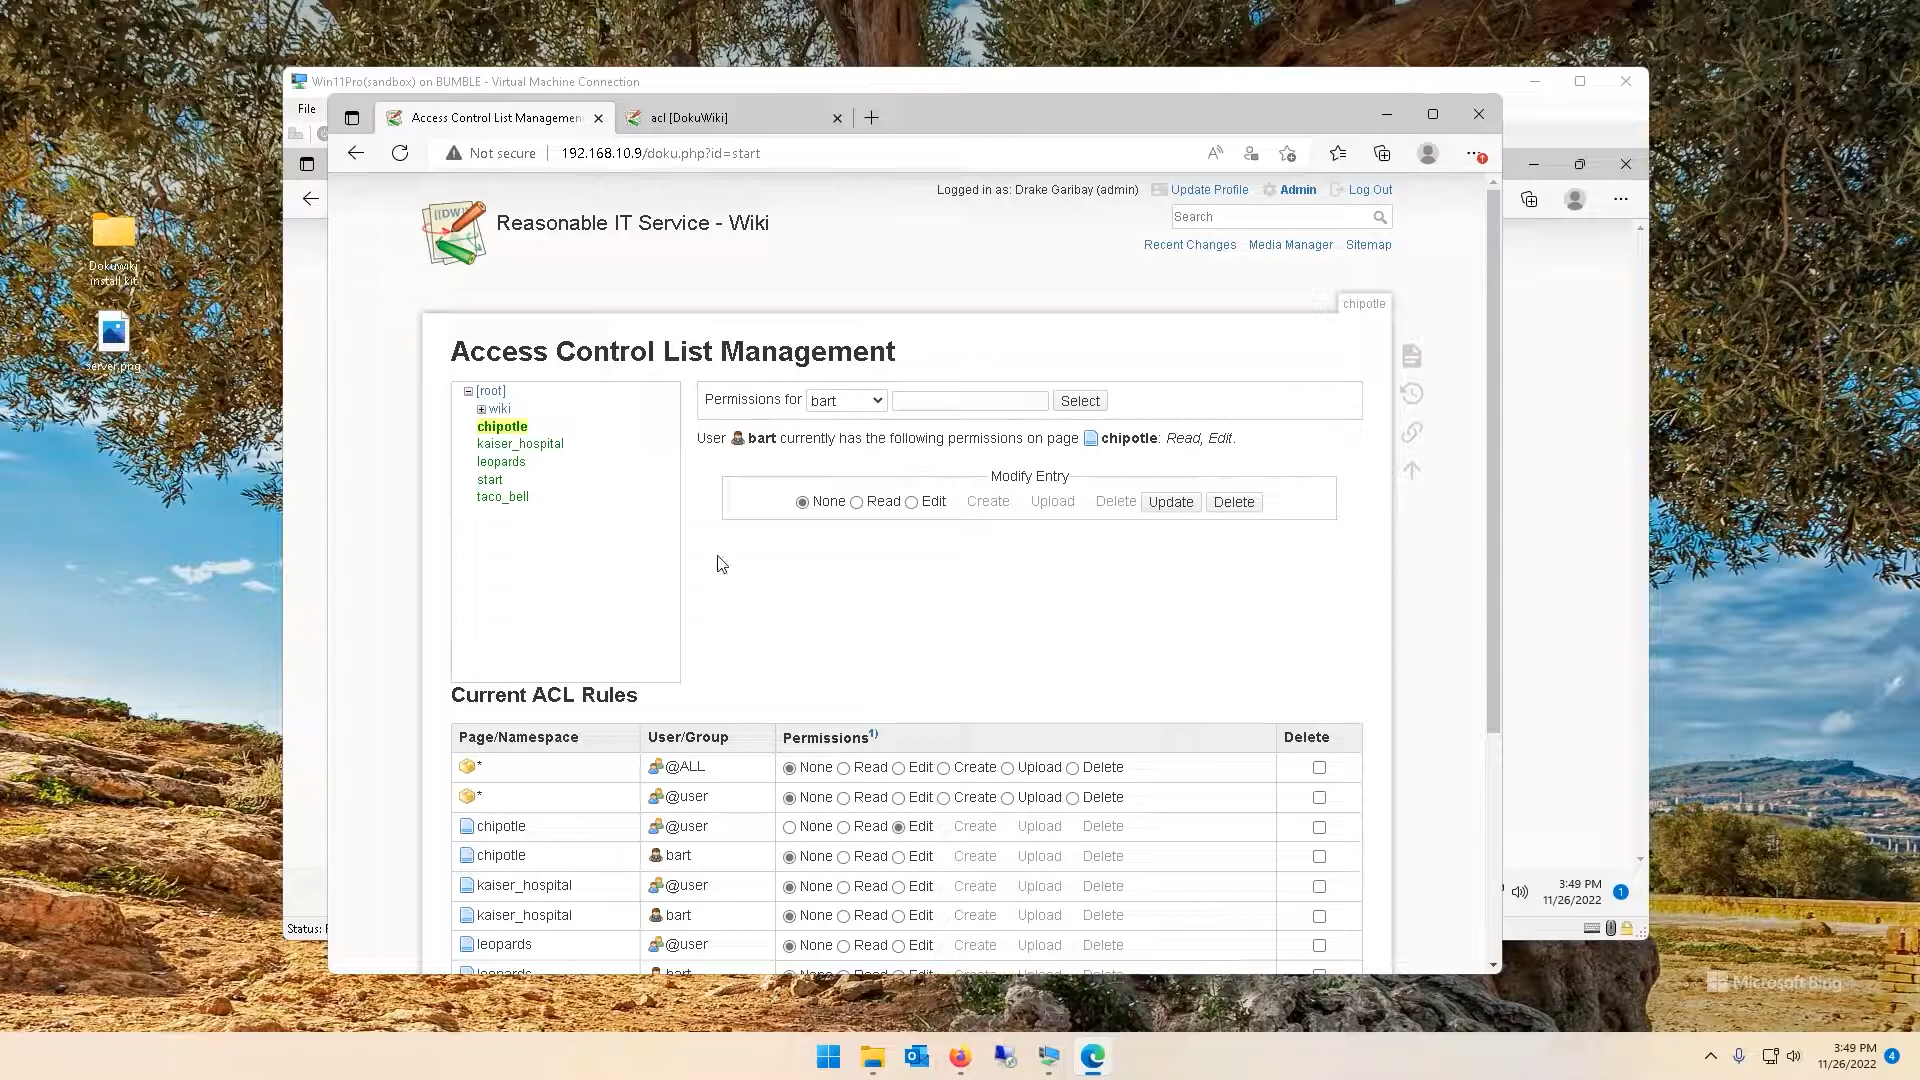 Win11Pro(sandbox) on BUMBLE - Virtual Machine Connection
File
Access Control List Managemen
acl [DokuWiki]
Not secure
192.168.10.9/doku.php?id=start
Logged in as: Drake Garibay (admin) Update Profile Admin Log Out
Reasonable IT Service - Wiki
Search
Recent Changes Media Manager Sitemap
chipotle
Access Control List Management
[root]
wiki
chipotle
kaiser_hospital
leopards
start
taco_bell
Permissions for bart Select
User bart currently has the following permissions on page chipotle: Read, Edit.
Modify Entry
None Read Edit Create Upload Delete Update Delete
Current ACL Rules
Page/Namespace User/Group Permissions1) Delete
* @ALL None Read Edit Create Upload Delete
* @user None Read Edit Create Upload Delete
chipotle @user None Read Edit Create Upload Delete
chipotle bart None Read Edit Create Upload Delete
kaiser_hospital @user None Read Edit Create Upload Delete
kaiser_hospital bart None Read Edit Create Upload Delete
leopards @user None Read Edit Create Upload Delete
leopards bart None Read Edit
Dokuwiki
install kit
server.png
Status:
3:49 PM
11/26/2022
1
Microsoft Bing
3:49 PM
11/26/2022
4